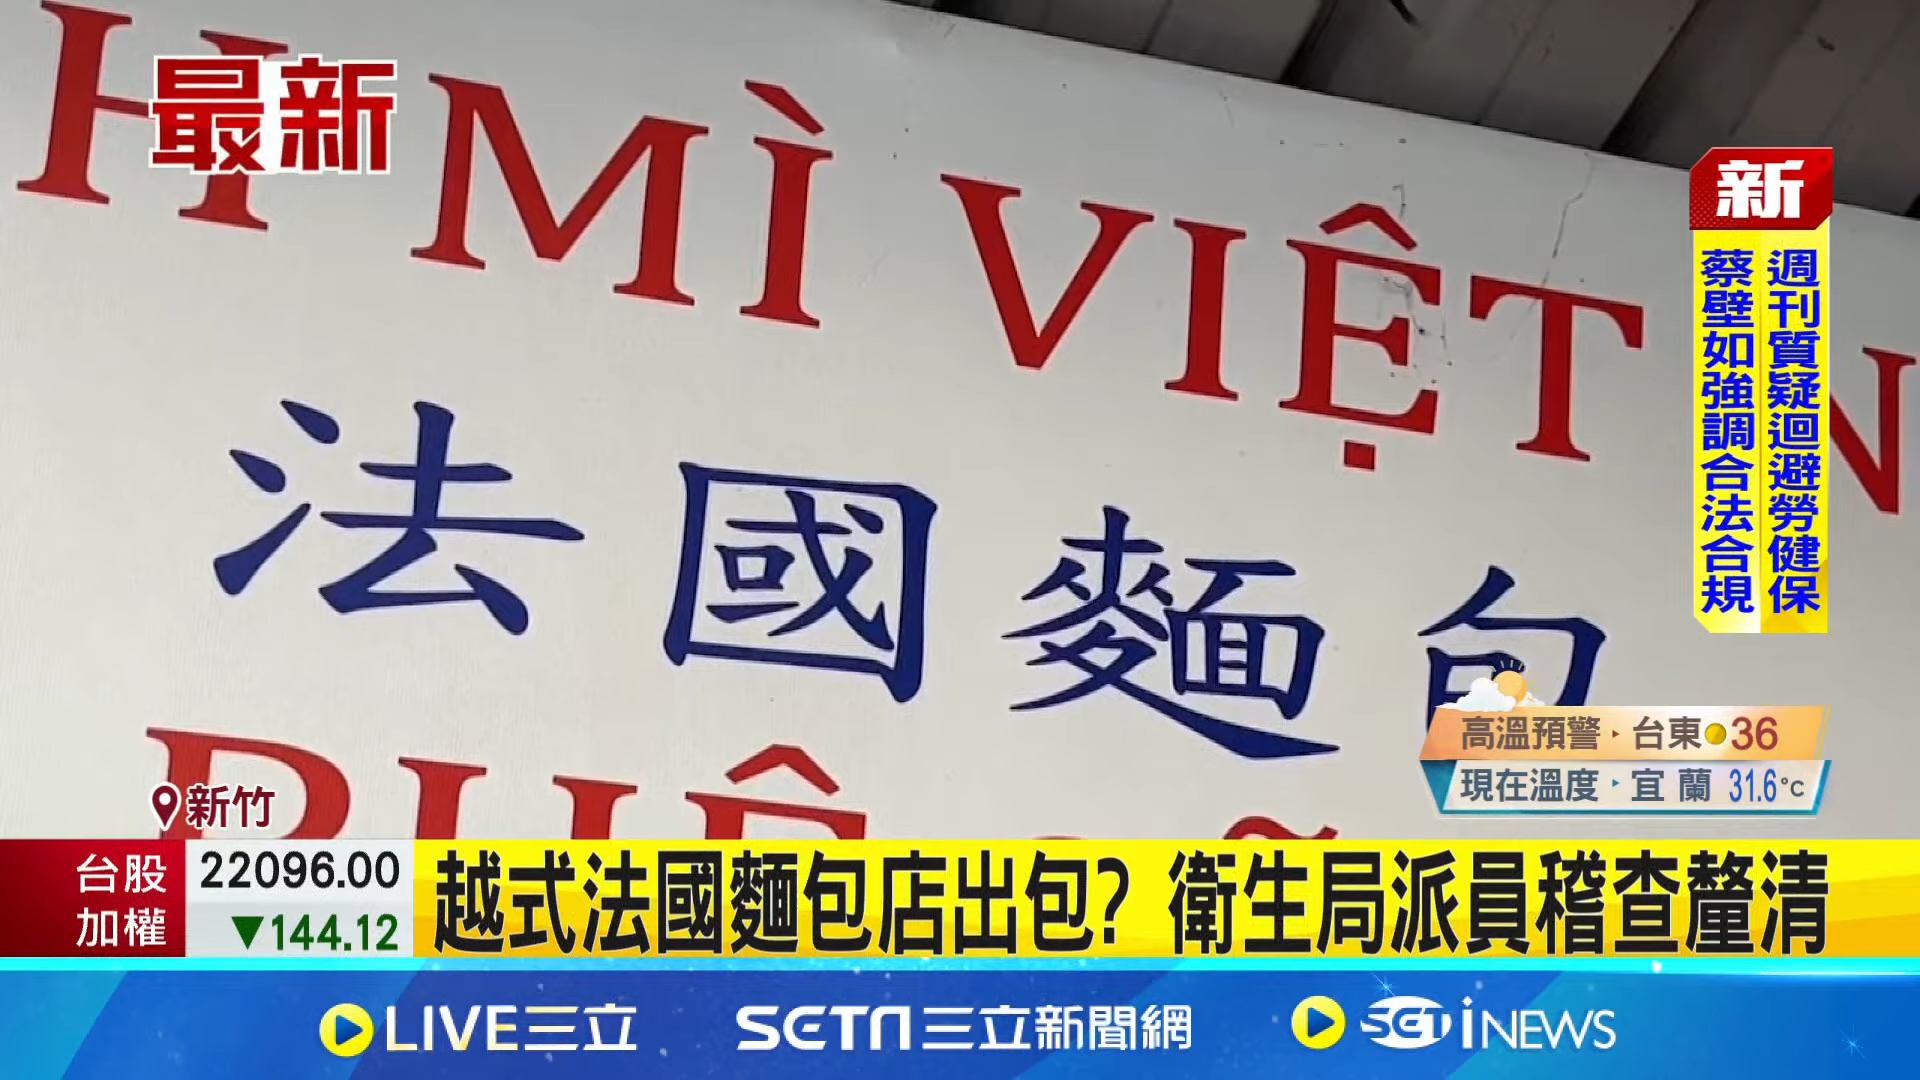 最新
H MÌ VIỆT N
法國麵包
新
週刊質疑迴避勞健保
蔡壁如強調合法合規
高溫預警 台東 36
現在溫度 宜蘭 31.6°C
新竹
台股加權
22096.00
▼144.12
越式法國麵包店出包? 衛生局派員稽查釐清
LIVE三立
SETN三立新聞網
SETiNEWS